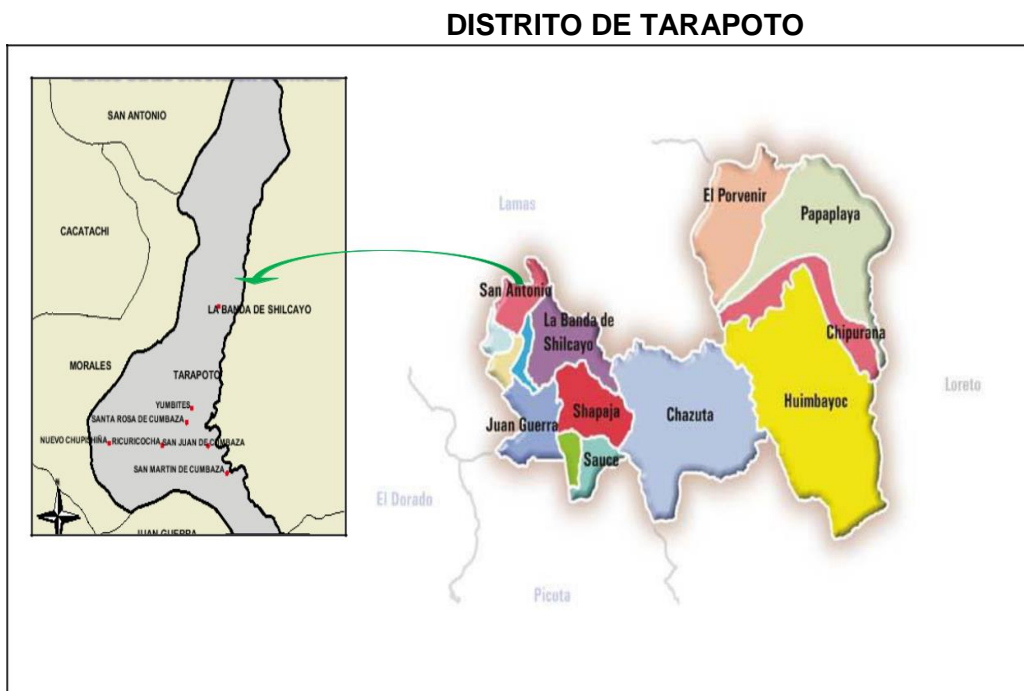 DISTRITO DE TARAPOTO
SAN ANTONIO
CACATACHI
LA BANDA DE SHILCAYO
MORALES
TARAPOTO
YUMBITES
SANTA ROSA DE CUMBAZA
RICURICOCHA
SAN JUAN DE CUMBAZA
SAN MARTIN DE CUMBAZA
JUAN GUERRA
El Porvenir
Papaplaya
Lamas
San Antonio
La Banda de
Shilcayo
Chipurana
Loreto
Huimbayoc
Shapaja
Chazuta
Juan Guerra
Sauce
El Dorado
Picota